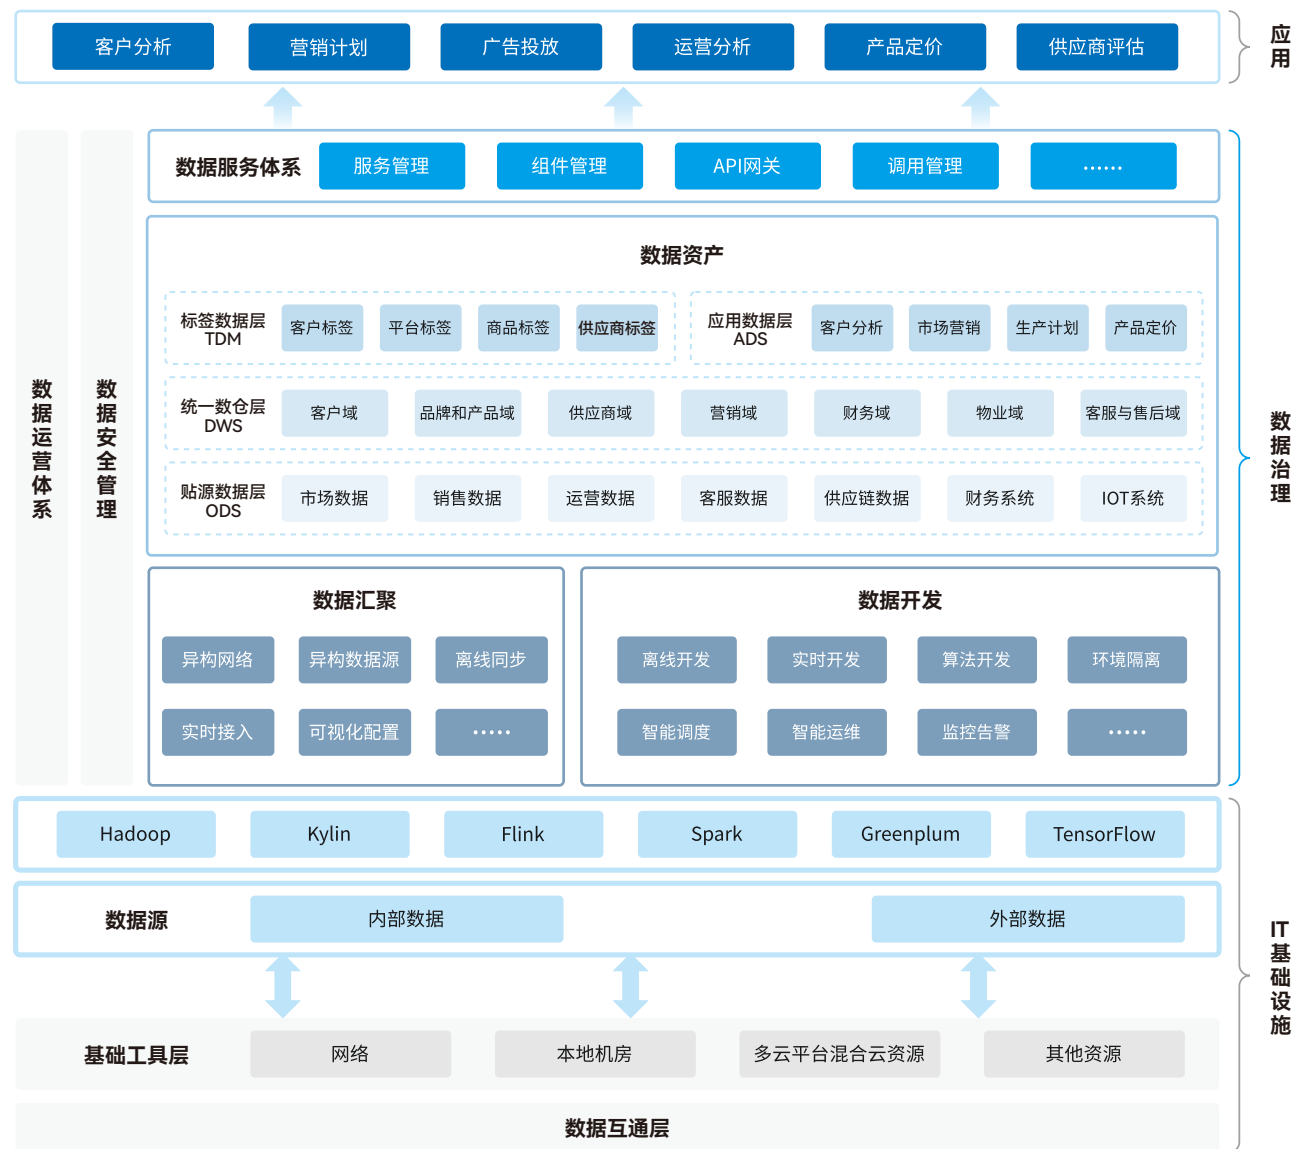 客户分析
营销计划
广告投放
运营分析
产品定价
供应商评估
应用
数据运营体系
数据安全管理
数据服务体系
服务管理
组件管理
API网关
调用管理
······
数据资产
标签数据层
TDM
客户标签
平台标签
商品标签
供应商标签
应用数据层
ADS
客户分析
市场营销
生产计划
产品定价
统一数仓层
DWS
客户域
品牌和产品域
供应商域
营销域
财务域
物业域
客服与售后域
贴源数据层
ODS
市场数据
销售数据
运营数据
客服数据
供应链数据
财务系统
IOT系统
数据治理
数据汇聚
异构网络
异构数据源
离线同步
实时接入
可视化配置
·····
数据开发
离线开发
实时开发
算法开发
环境隔离
智能调度
智能运维
监控告警
·····
Hadoop
Kylin
Flink
Spark
Greenplum
TensorFlow
数据源
内部数据
外部数据
IT基础设施
基础工具层
网络
本地机房
多云平台混合云资源
其他资源
数据互通层